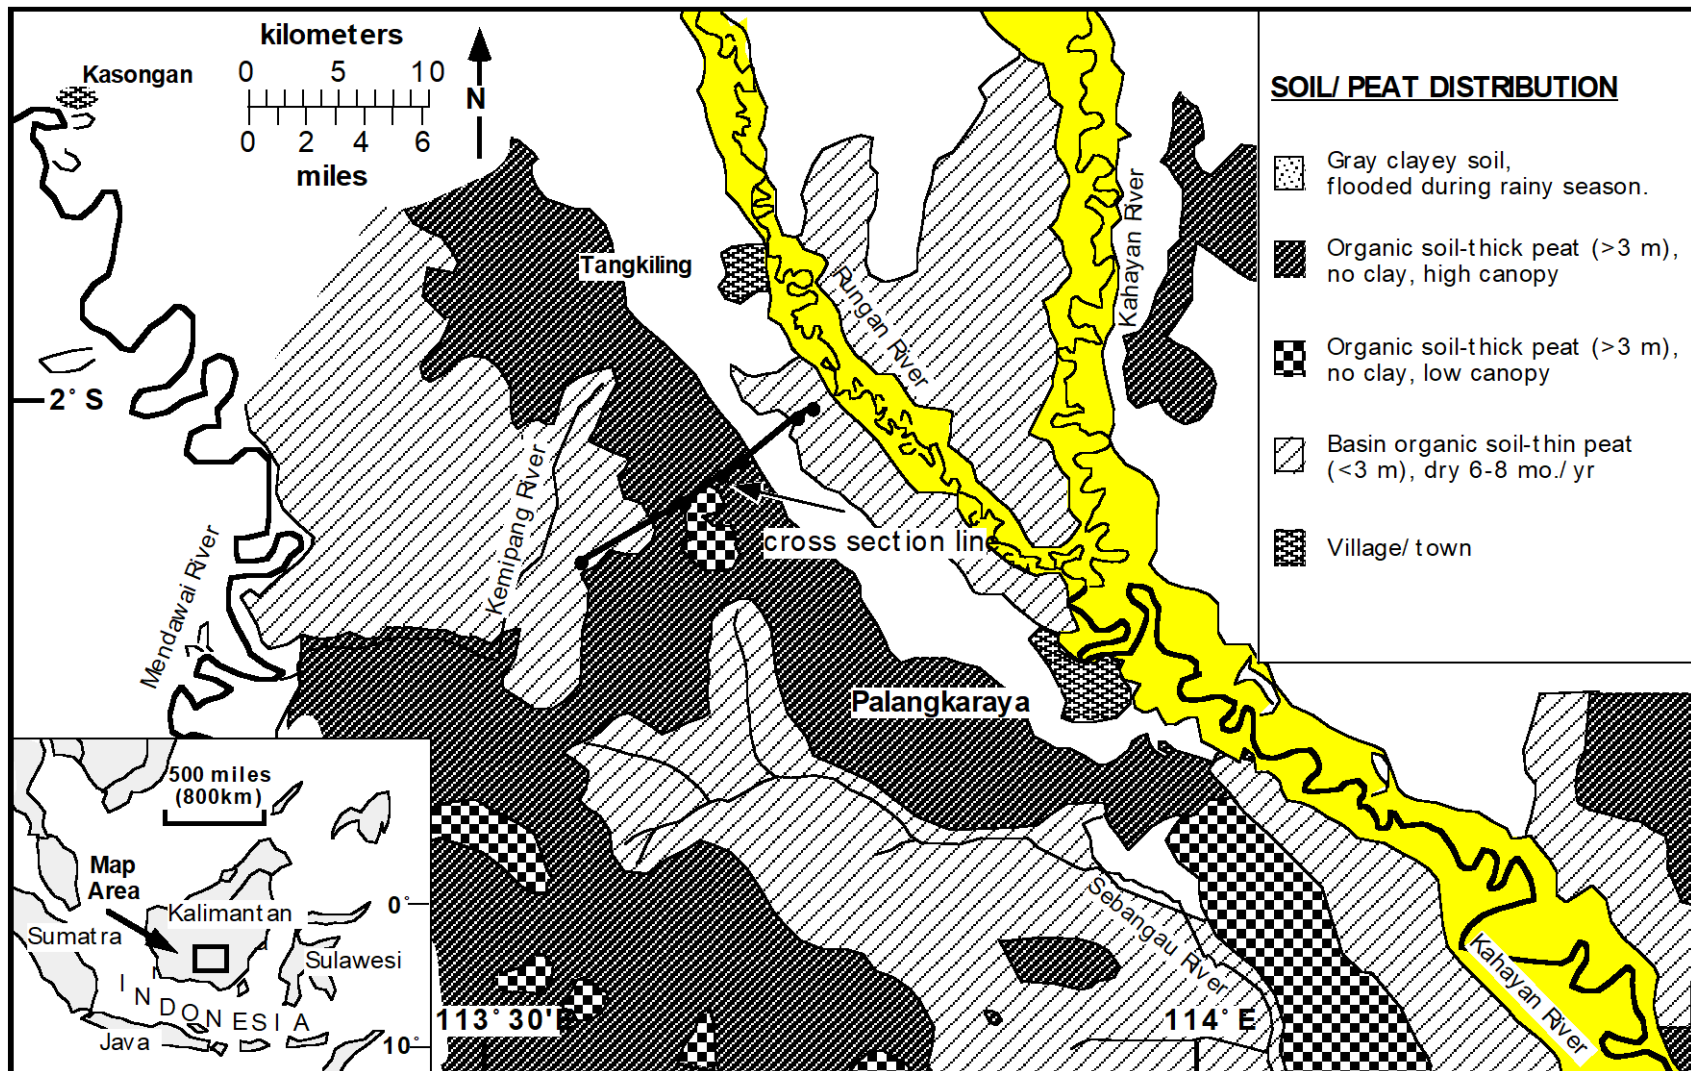 kilometers
0 5 10
0 2 4 6
miles
N
Kasongan
Tangkiling
Rungan River
Kahayan River
2° S
Kemipang River
cross section line
Mendawai River
Palangkaraya
Sebangau River
Kahayan River
113° 30'E
114° E
SOIL/ PEAT DISTRIBUTION
Gray clayey soil,
flooded during rainy season.
Organic soil-thick peat (>3 m),
no clay, high canopy
Organic soil-thick peat (>3 m),
no clay, low canopy
Basin organic soil-thin peat
(<3 m), dry 6-8 mo./ yr
Village/ town
500 miles
(800km)
Map
Area
Kalimantan
0°
Sumatra
Sulawesi
INDONESIA
Java
10°